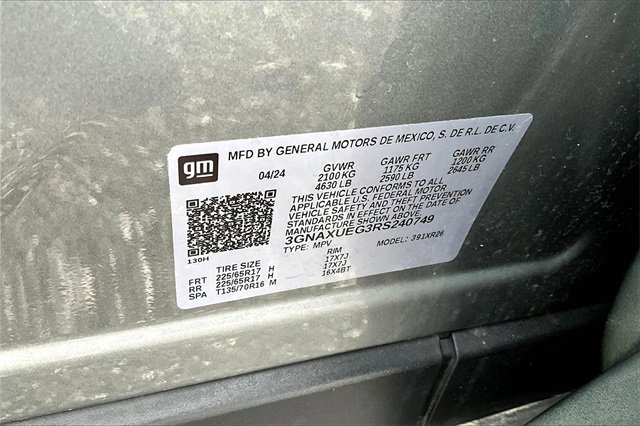 gm
MFD BY GENERAL MOTORS DE MEXICO, S. DE R.L. DE C.V.
04/24 GVWR GAWR FRT GAWR RR
2100 KG 1175 KG 1200 KG
4630 LB 2590 LB 2645 LB
THIS VEHICLE CONFORMS TO ALL
APPLICABLE U.S. FEDERAL MOTOR
VEHICLE SAFETY AND THEFT PREVENTION
STANDARDS IN EFFECT ON THE DATE OF
MANUFACTURE SHOWN ABOVE.
3GNAXUEG3RS240749
TYPE: MPV MODEL: 391XR26
130H
TIRE SIZE RIM
FRT 225/65R17 H 17X7J
RR 225/65R17 H 17X7J
SPA T135/70R16 M 16X4BT